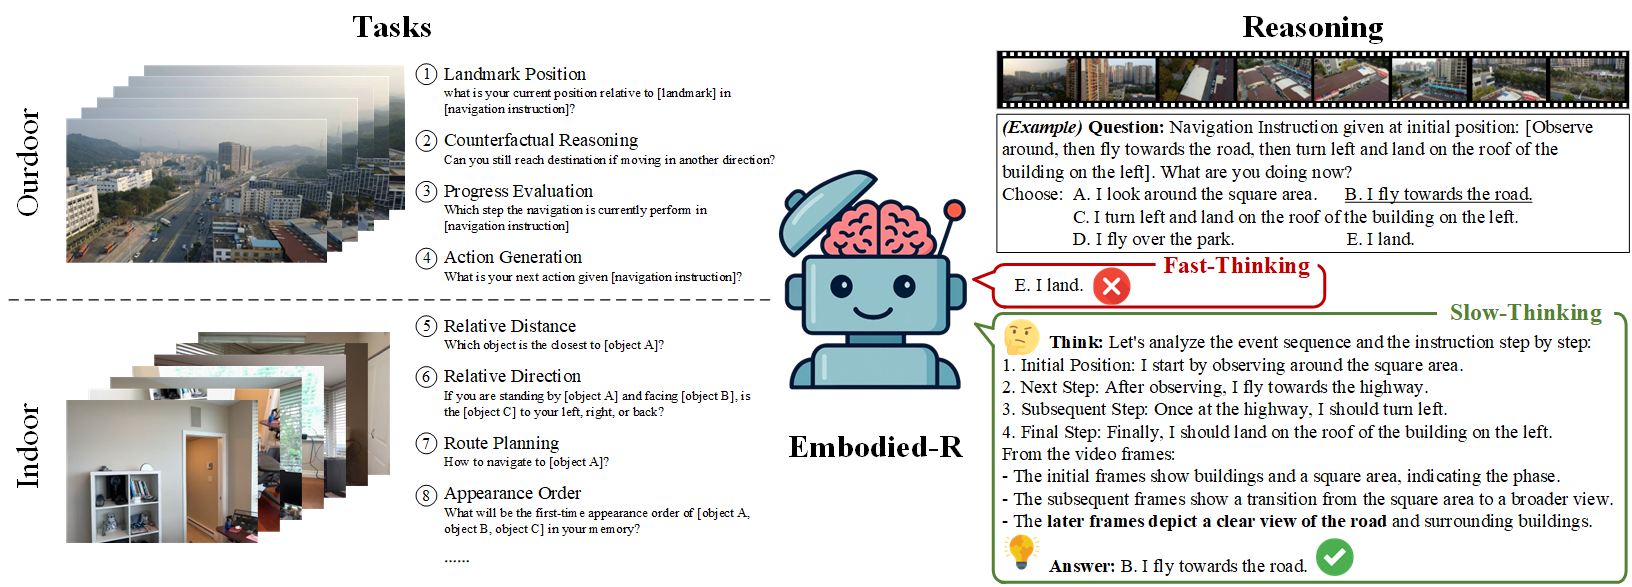 Tasks
Ourdoor
① Landmark Position
what is your current position relative to [landmark] in
[navigation instruction]?
② Counterfactual Reasoning
Can you still reach destination if moving in another direction?
③ Progress Evaluation
Which step the navigation is currently perform in
[navigation instruction]
④ Action Generation
What is your next action given [navigation instruction]?
Indoor
⑤ Relative Distance
Which object is the closest to [object A]?
⑥ Relative Direction
If you are standing by [object A] and facing [object B], is
the [object C] to your left, right, or back?
⑦ Route Planning
How to navigate to [object A]?
⑧ Appearance Order
What will be the first-time appearance order of [object A,
object B, object C] in your memory?
......
Embodied-R
Reasoning
(Example) Question: Navigation Instruction given at initial position: [Observe
around, then fly towards the road, then turn left and land on the roof of the
building on the left]. What are you doing now?
Choose: A. I look around the square area. B. I fly towards the road.
C. I turn left and land on the roof of the building on the left.
D. I fly over the park. E. I land.
Fast-Thinking
E. I land.
Slow-Thinking
Think: Let's analyze the event sequence and the instruction step by step:
1. Initial Position: I start by observing around the square area.
2. Next Step: After observing, I fly towards the highway.
3. Subsequent Step: Once at the highway, I should turn left.
4. Final Step: Finally, I should land on the roof of the building on the left.
From the video frames:
- The initial frames show buildings and a square area, indicating the phase.
- The subsequent frames show a transition from the square area to a broader view.
- The later frames depict a clear view of the road and surrounding buildings.
Answer: B. I fly towards the road.